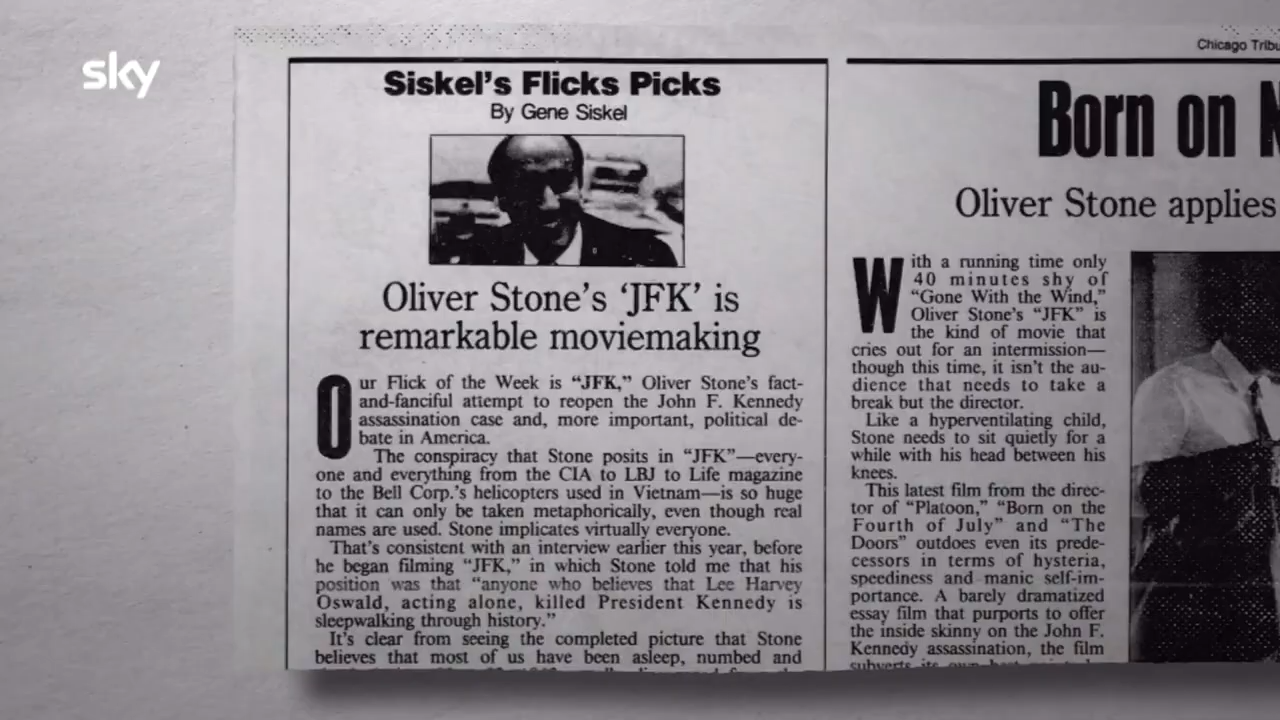 sky
Chicago
Siskel's Flicks Picks
By Gene Siskel
Oliver Stone's 'JFK' is
remarkable moviemaking
Our Flick of the Week is "JFK," Oliver Stone's fact-
and-fanciful attempt to reopen the John F. Kennedy
assassination case and, more important, political de-
bate in America.
The conspiracy that Stone posits in "JFK"—every-
one and everything from the CIA to LBJ to Life magazine
to the Bell Corp.'s helicopters used in Vietnam—is so huge
that it can only be taken metaphorically, even though real
names are used. Stone implicates virtually everyone.
That's consistent with an interview earlier this year, before
he began filming "JFK," in which Stone told me that his
position was that "anyone who believes that Lee Harvey
Oswald, acting alone, killed President Kennedy is
sleepwalking through history."
It's clear from seeing the completed picture that Stone
believes that most of us have been asleep, numbed and
Born on
Oliver Stone applies
With a running time only
40 minutes shy of
"Gone With the Wind,"
Oliver Stone's "JFK" is
the kind of movie that
cries out for an intermission—
though this time, it isn't the au-
dience that needs to take a
break but the director.
Like a hyperventilating child,
Stone needs to sit quietly for a
while with his head between his
knees.
This latest film from the direc-
tor of "Platoon," "Born on the
Fourth of July" and "The
Doors" outdoes even its prede-
cessors in terms of hysteria,
speediness and manic self-im-
portance. A barely dramatized
essay film that purports to offer
the inside skinny on the John F.
Kennedy assassination, the film